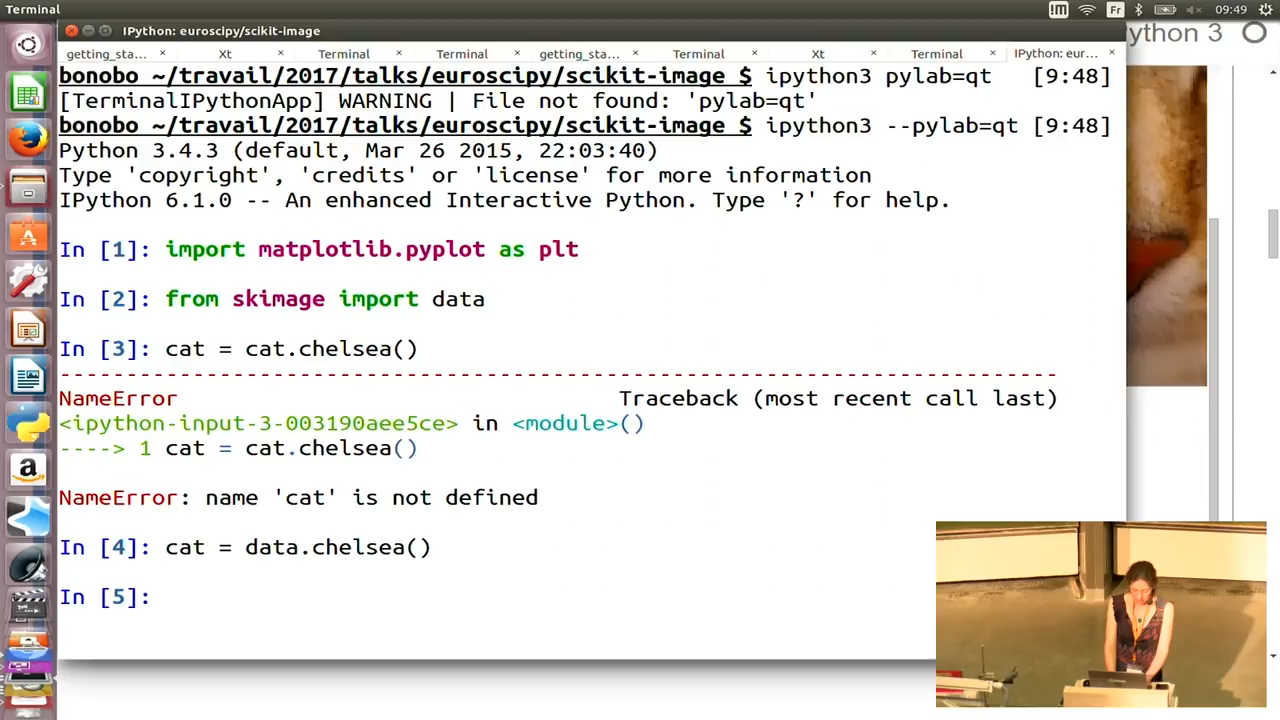 Terminal
Fr
09:49
IPython: euroscipy/scikit-image
ython 3
getting_sta...
Xt
Terminal
Terminal
getting_sta...
Terminal
Xt
Terminal
IPython: eur...
bonobo ~/travail/2017/talks/euroscipy/scikit-image $ ipython3 pylab=qt [9:48]
[TerminalIPythonApp] WARNING | File not found: 'pylab=qt'
bonobo ~/travail/2017/talks/euroscipy/scikit-image $ ipython3 --pylab=qt [9:48]
Python 3.4.3 (default, Mar 26 2015, 22:03:40)
Type 'copyright', 'credits' or 'license' for more information
IPython 6.1.0 -- An enhanced Interactive Python. Type '?' for help.
In [1]: import matplotlib.pyplot as plt
In [2]: from skimage import data
In [3]: cat = cat.chelsea()
---------------------------------------------------------------------------
NameError                                 Traceback (most recent call last)
<ipython-input-3-003190aee5ce> in <module>()
----> 1 cat = cat.chelsea()
NameError: name 'cat' is not defined
In [4]: cat = data.chelsea()
In [5]: